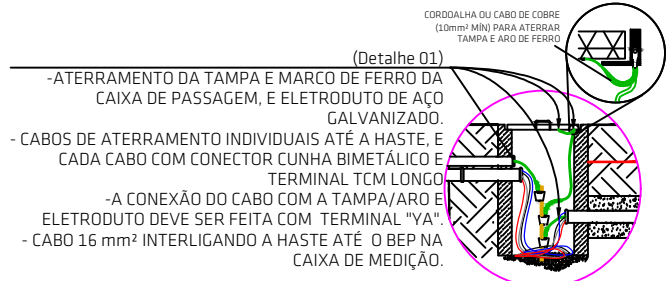 CORDOALHA OU CABO DE COBRE
(10mm² MÍN) PARA ATERRAR
TAMPA E ARO DE FERRO
(Detalhe 01)
-ATERRAMENTO DA TAMPA E MARCO DE FERRO DA
CAIXA DE PASSAGEM, E ELETRODUTO DE AÇO
GALVANIZADO.
- CABOS DE ATERRAMENTO INDIVIDUAIS ATÉ A HASTE, E
CADA CABO COM CONECTOR CUNHA BIMETÁLICO E
TERMINAL TCM LONGO
-A CONEXÃO DO CABO COM A TAMPA/ARO E
ELETRODUTO DEVE SER FEITA COM  TERMINAL "YA".
- CABO 16 mm² INTERLIGANDO A HASTE ATÉ  O BEP NA
CAIXA DE MEDIÇÃO.